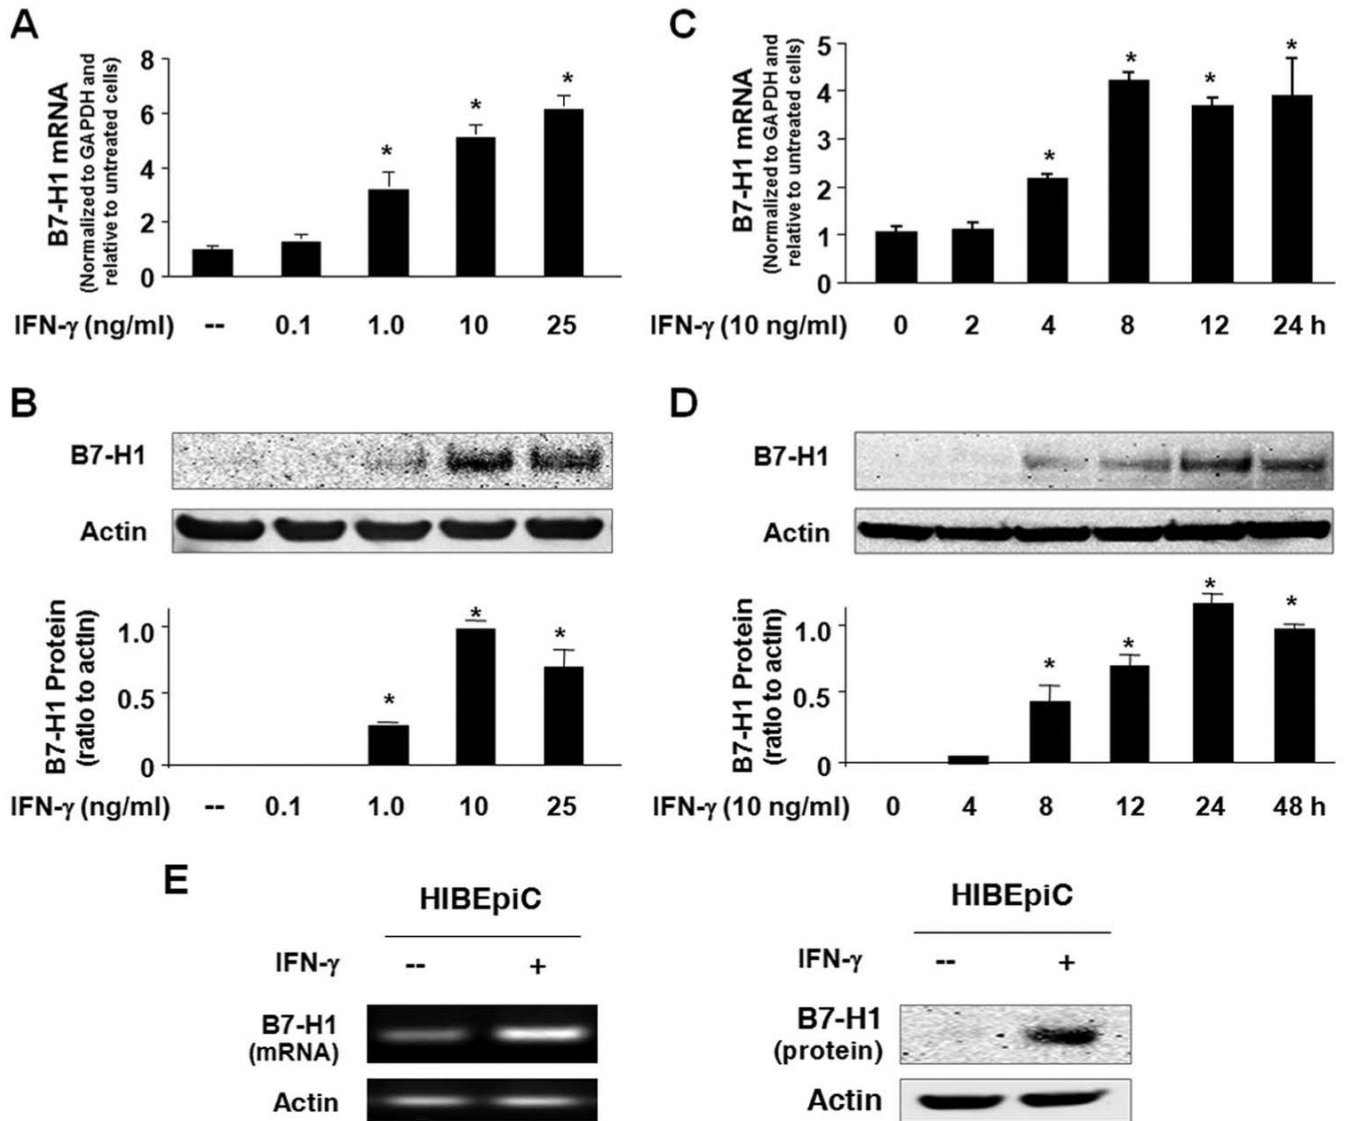 A
B7-H1 mRNA
(Normalized to GAPDH and
relative to untreated cells)
8
6
4
2
0
*
*
*
IFN-γ (ng/ml) -- 0.1 1.0 10 25
C
B7-H1 mRNA
(Normalized to GAPDH and
relative to untreated cells)
5
4
3
2
1
0
*
*
*
*
IFN-γ (10 ng/ml) 0 2 4 8 12 24 h
B
B7-H1
Actin
B7-H1 Protein
(ratio to actin)
1.0
0.5
0
*
*
*
IFN-γ (ng/ml) -- 0.1 1.0 10 25
D
B7-H1
Actin
B7-H1 Protein
(ratio to actin)
1.0
0.5
0
*
*
*
*
IFN-γ (10 ng/ml) 0 4 8 12 24 48 h
E
HIBEpiC
IFN-γ -- +
B7-H1
(mRNA)
Actin
HIBEpiC
IFN-γ -- +
B7-H1
(protein)
Actin